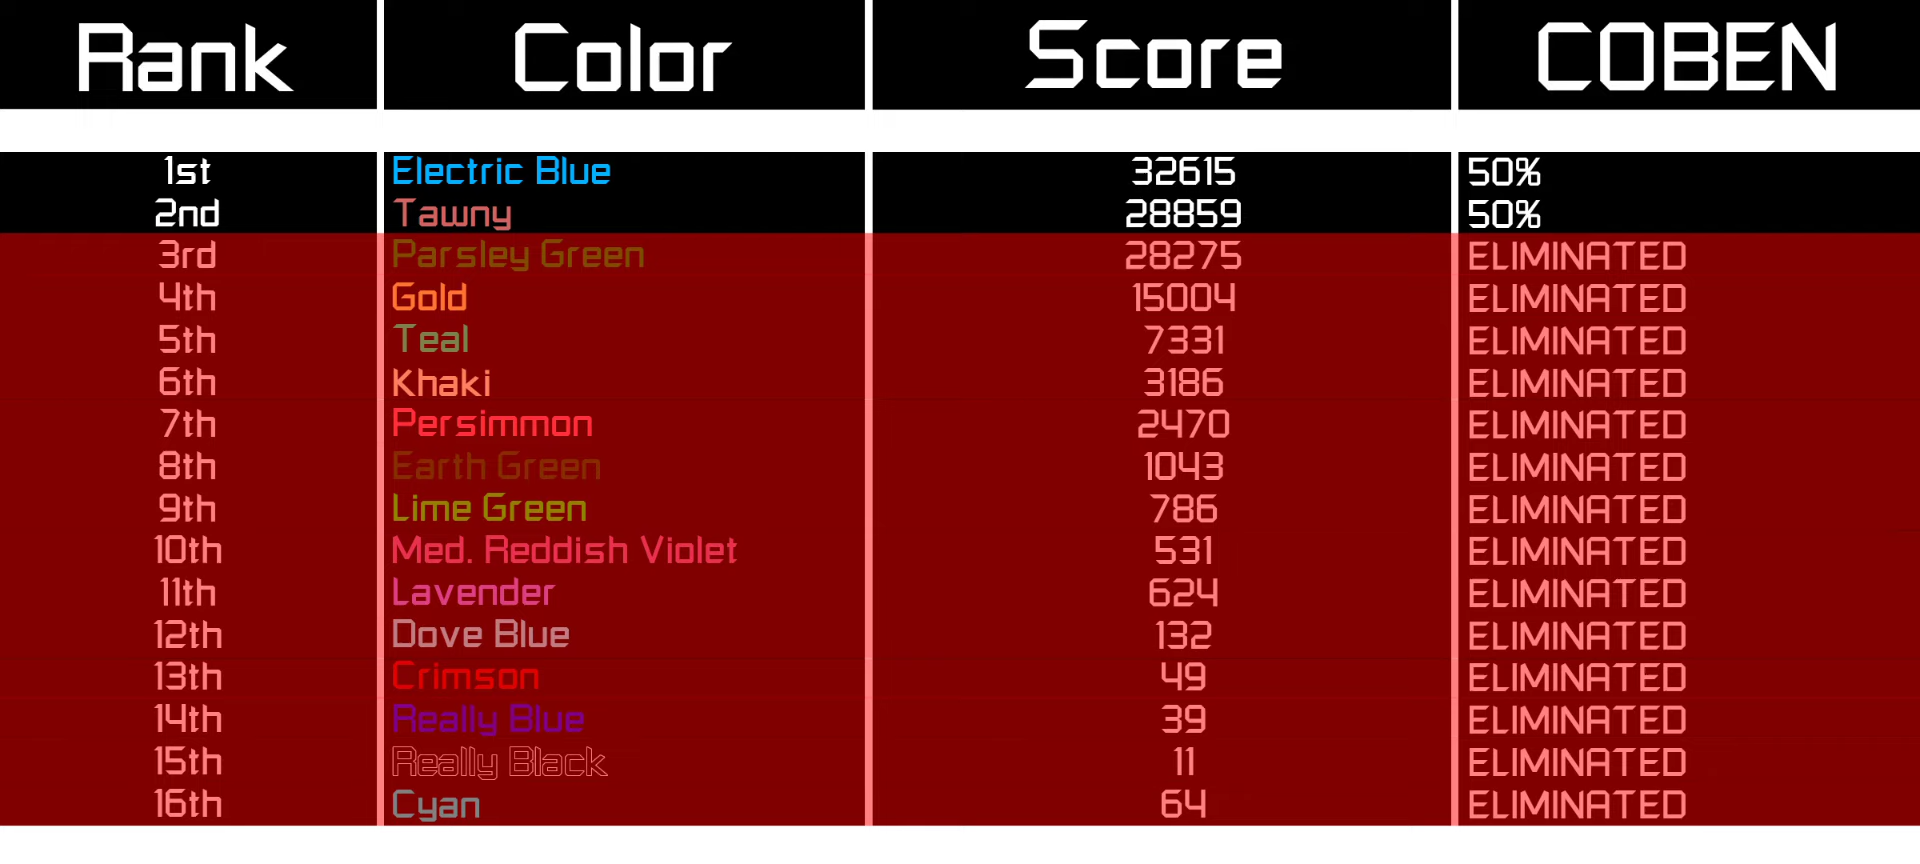 Rank Color Score COBEN
1st Electric Blue 32615 50%
2nd Tawny 28859 50%
3rd Parsley Green 28275 ELIMINATED
4th Gold 15004 ELIMINATED
5th Teal 7331 ELIMINATED
6th Khaki 3186 ELIMINATED
7th Persimmon 2470 ELIMINATED
8th Earth Green 1043 ELIMINATED
9th Lime Green 786 ELIMINATED
10th Med. Reddish Violet 531 ELIMINATED
11th Lavender 624 ELIMINATED
12th Dove Blue 132 ELIMINATED
13th Crimson 49 ELIMINATED
14th Really Blue 39 ELIMINATED
15th Really Black 11 ELIMINATED
16th Cyan 64 ELIMINATED